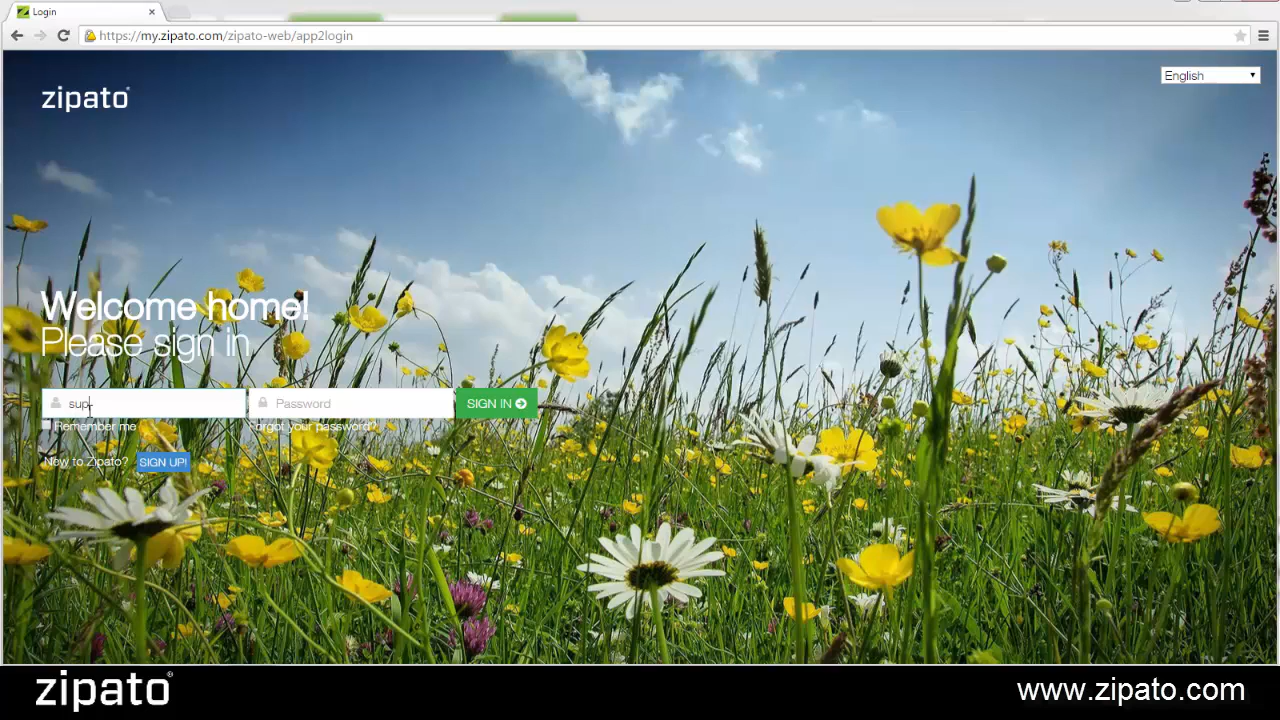 Login
https://my.zipato.com/zipato-web/app2login
English
zipato
Welcome home!
Please sign in
sup
Password
SIGN IN
Remember me
Forgot your password?
New to Zipato?
SIGN UP!
zipato®
www.zipato.com